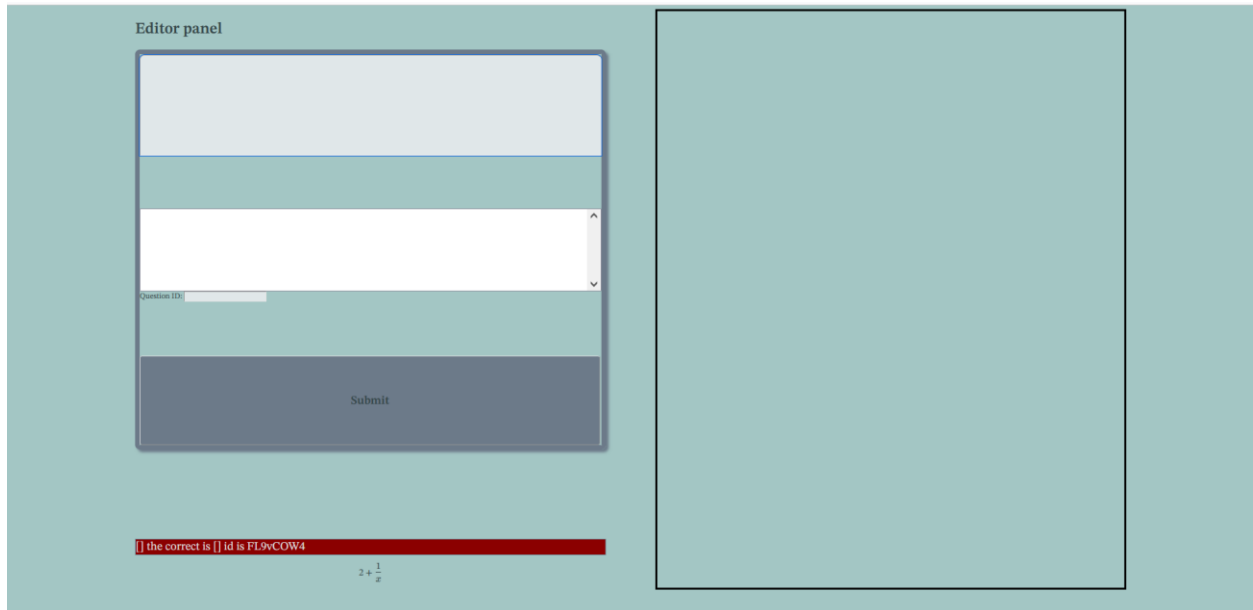 Editor panel
Question ID:
Submit
[] the correct is [] id is FL9vCOW4
2 + 1/x